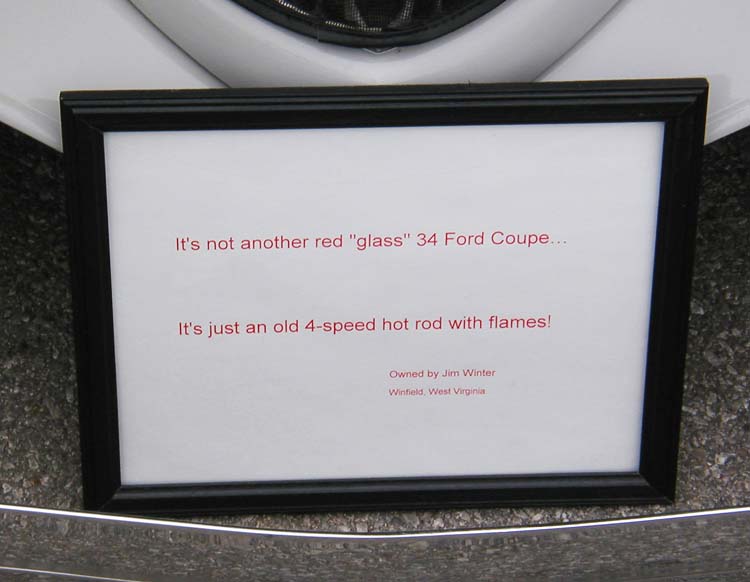 It's not another red "glass" 34 Ford Coupe...
It's just an old 4-speed hot rod with flames!
Owned by Jim Winter
Winfield, West Virginia